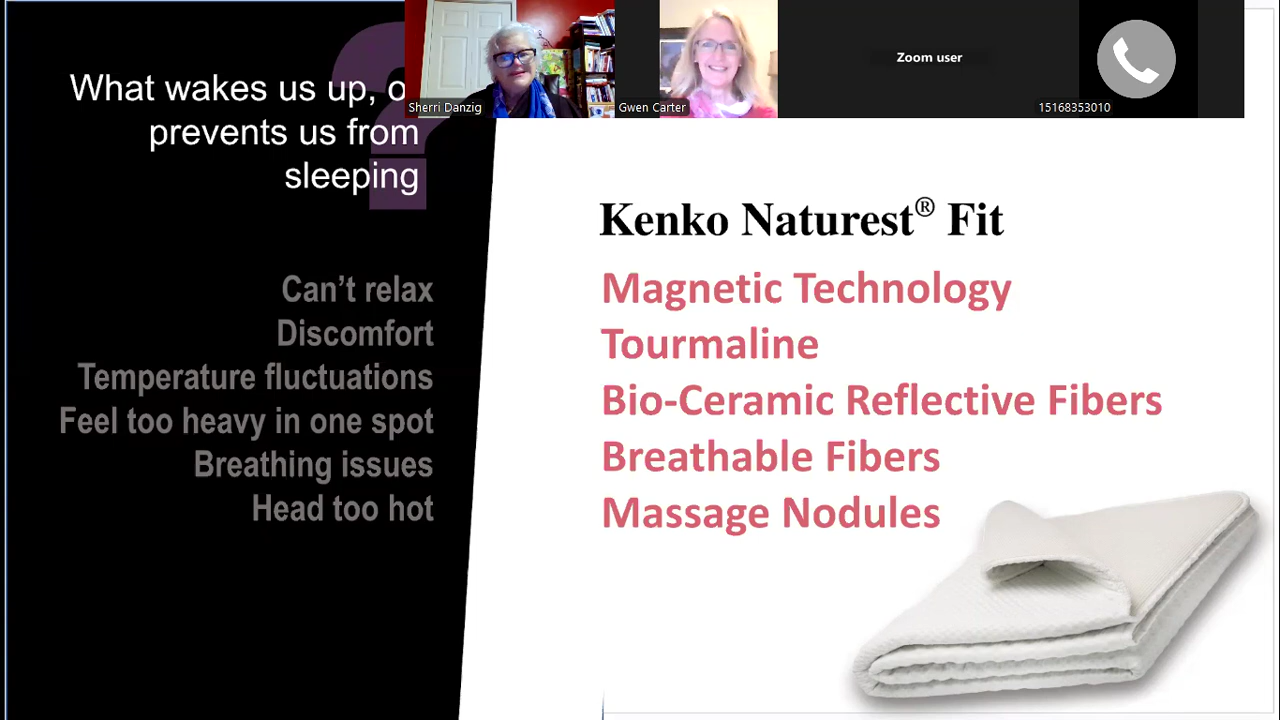 What wakes us up, o
prevents us from
sleeping
Can't relax
Discomfort
Temperature fluctuations
Feel too heavy in one spot
Breathing issues
Head too hot
Sherri Danzig
Gwen Carter
Zoom user
15168353010
Kenko Naturest® Fit
Magnetic Technology
Tourmaline
Bio-Ceramic Reflective Fibers
Breathable Fibers
Massage Nodules